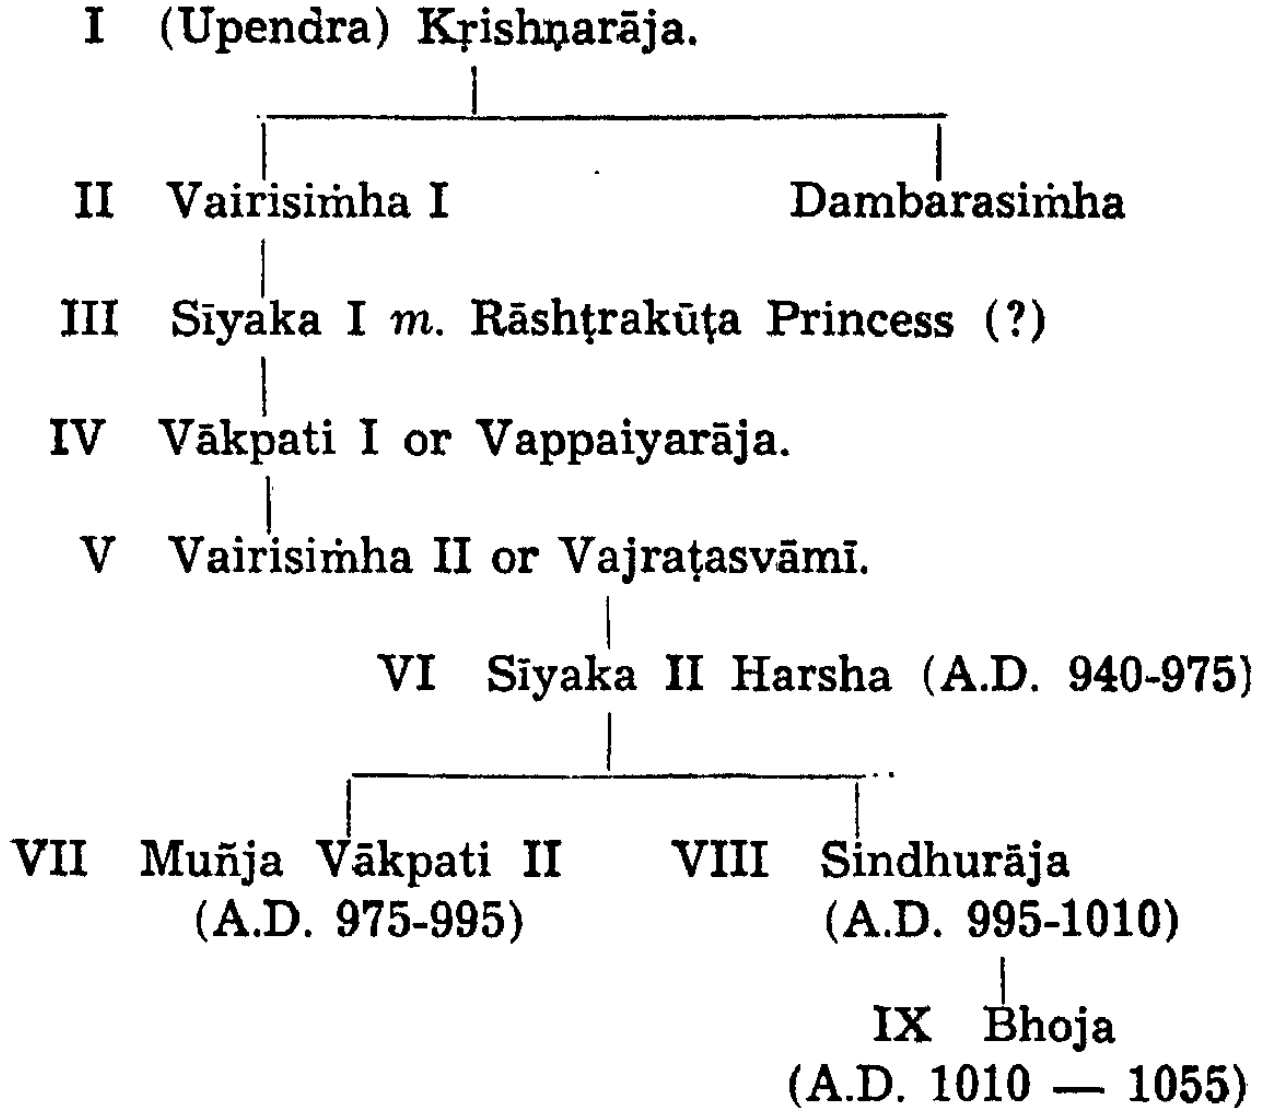 I (Upendra) Kṛishṇarāja.
II Vairisiṁha I Dambarasiṁha
III Sīyaka I m. Rāshṭrakūṭa Princess (?)
IV Vākpati I or Vappaiyarāja.
V Vairisiṁha II or Vajraṭasvāmī.
VI Sīyaka II Harsha (A.D. 940-975)
VII Muñja Vākpati II VIII Sindhurāja
(A.D. 975-995) (A.D. 995-1010)
IX Bhoja
(A.D. 1010 — 1055)